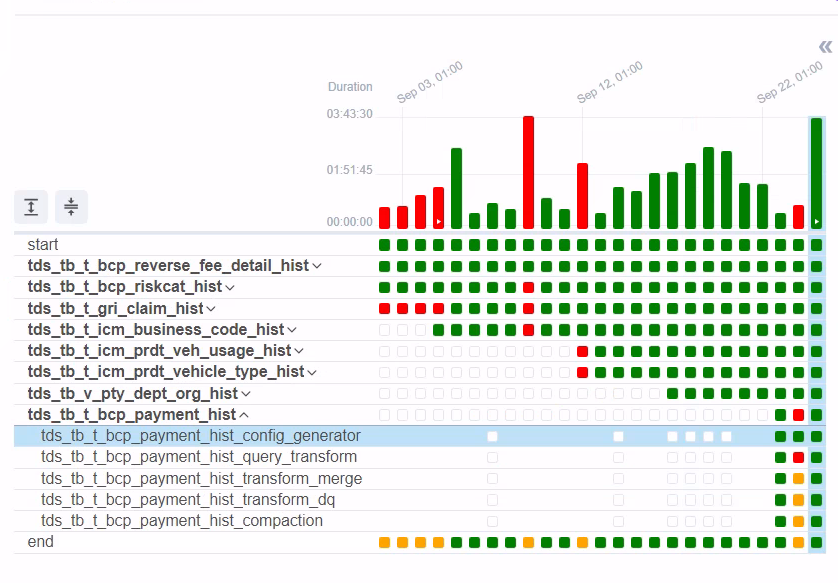 Duration
Sep 03, 01:00
Sep 12, 01:00
Sep 22, 01:00
03:43:30
01:51:45
00:00:00
start
tds_tb_t_bcp_reverse_fee_detail_hist
tds_tb_t_bcp_riskcat_hist
tds_tb_t_gri_claim_hist
tds_tb_t_icm_business_code_hist
tds_tb_t_icm_prdt_veh_usage_hist
tds_tb_t_icm_prdt_vehicle_type_hist
tds_tb_v_pty_dept_org_hist
tds_tb_t_bcp_payment_hist
tds_tb_t_bcp_payment_hist_config_generator
tds_tb_t_bcp_payment_hist_query_transform
tds_tb_t_bcp_payment_hist_transform_merge
tds_tb_t_bcp_payment_hist_transform_dq
tds_tb_t_bcp_payment_hist_compaction
end